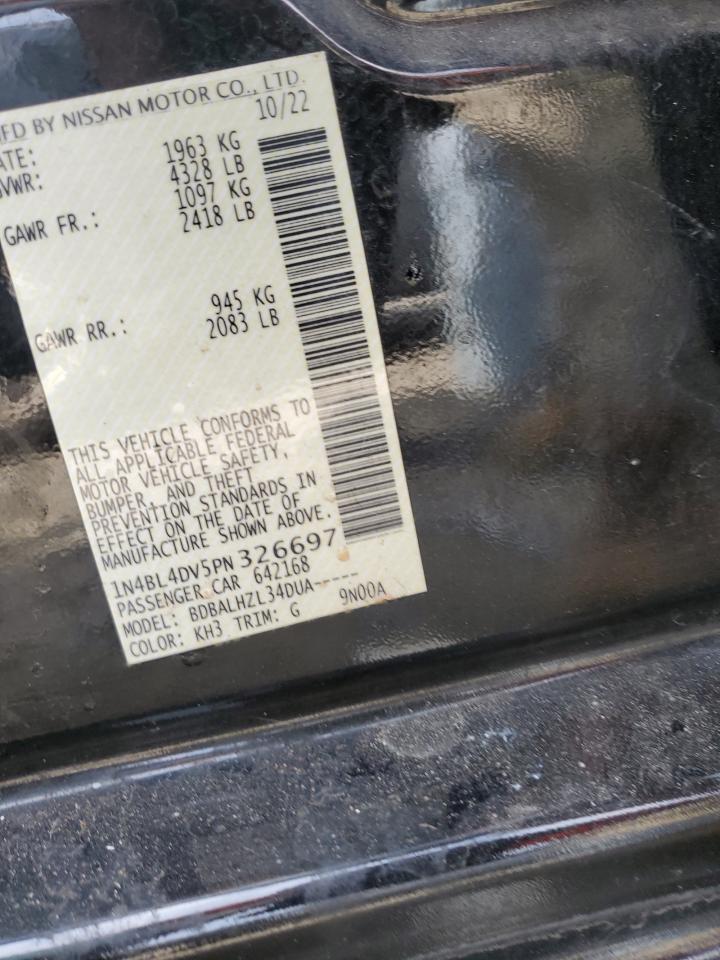 MFD BY NISSAN MOTOR CO., LTD.
DATE: 10/22
GVWR: 1963 KG
4328 LB
GAWR FR.: 1097 KG
2418 LB
GAWR RR.: 945 KG
2083 LB
THIS VEHICLE CONFORMS TO
ALL APPLICABLE FEDERAL
MOTOR VEHICLE SAFETY,
BUMPER, AND THEFT
PREVENTION STANDARDS IN
EFFECT ON THE DATE OF
MANUFACTURE SHOWN ABOVE.
1N4BL4DV5PN326697
PASSENGER CAR 642168
MODEL: BDBALHZL34DUA-----
COLOR: KH3 TRIM: G 9N00A